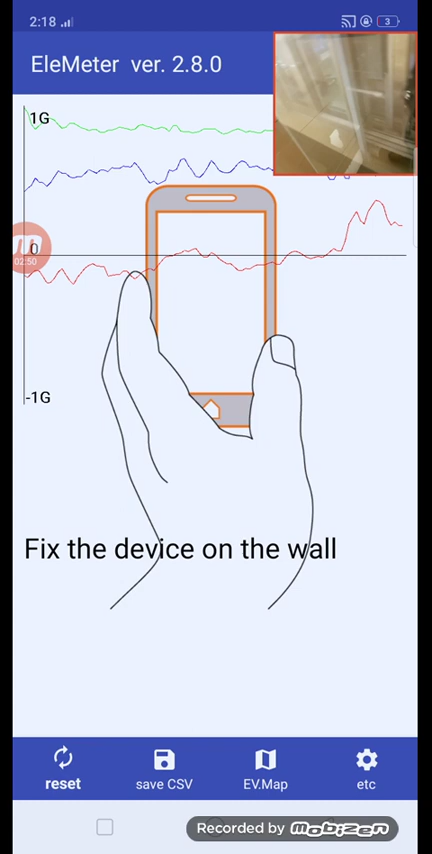 2:18
3
EleMeter ver. 2.8.0
1G
0
02:50
-1G
Fix the device on the wall
reset
save CSV
EV.Map
etc
Recorded by mobizen